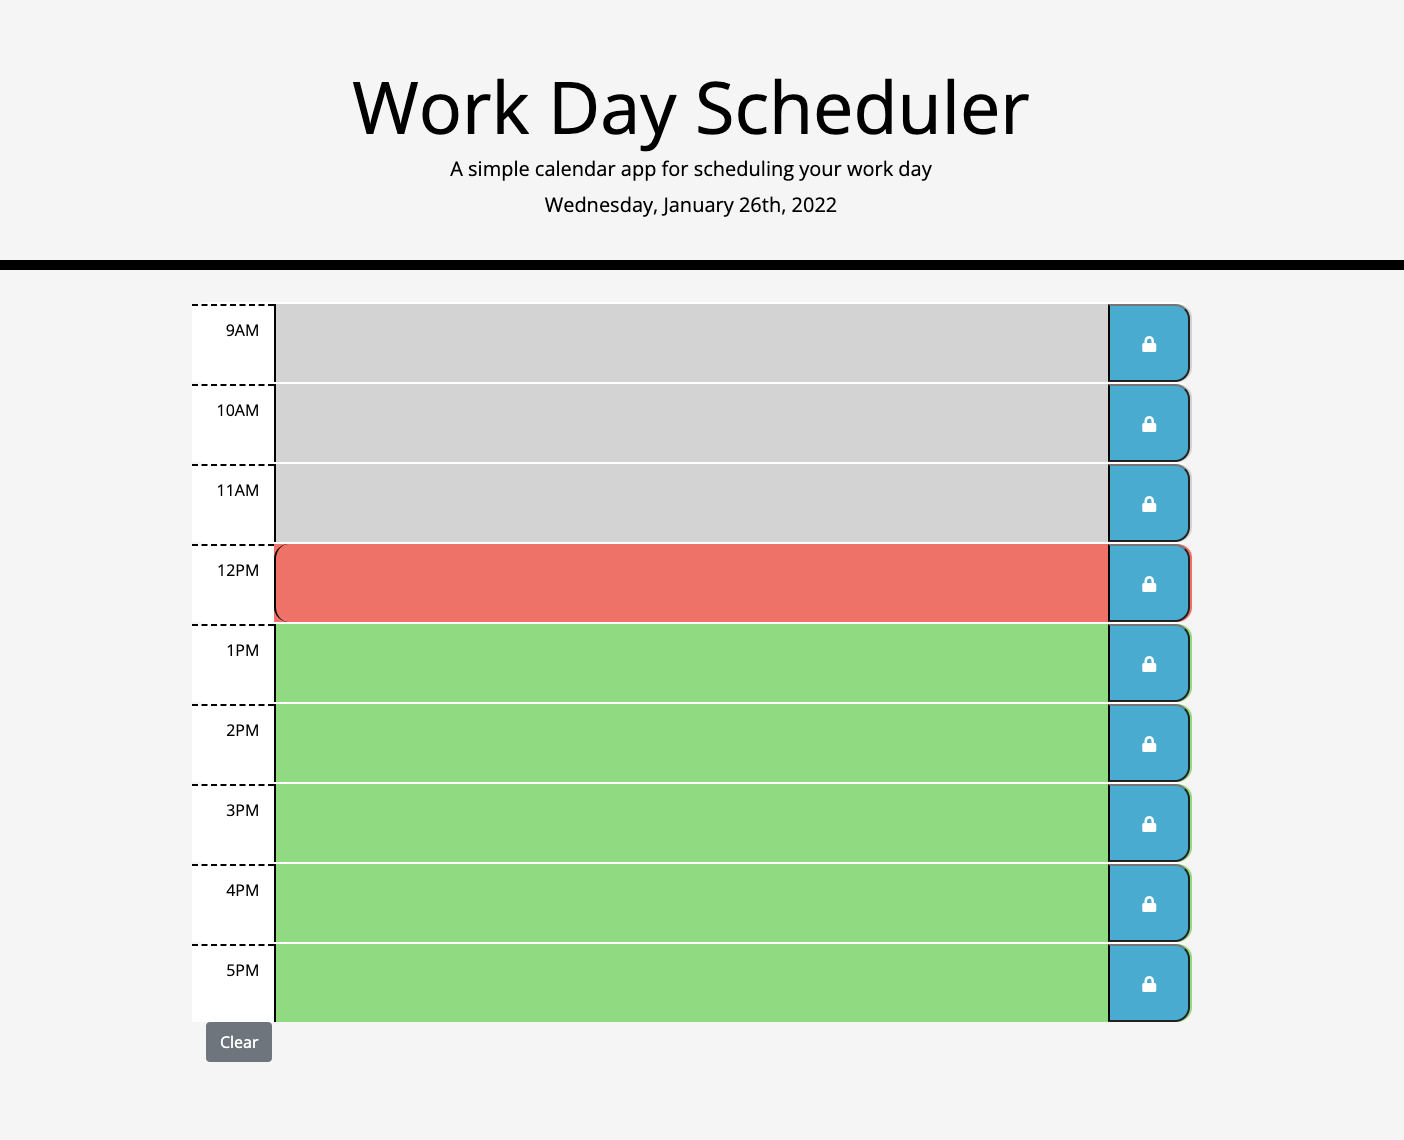 Work Day Scheduler
A simple calendar app for scheduling your work day
Wednesday, January 26th, 2022
9AM
10AM
11AM
12PM
1PM
2PM
3PM
4PM
5PM
Clear